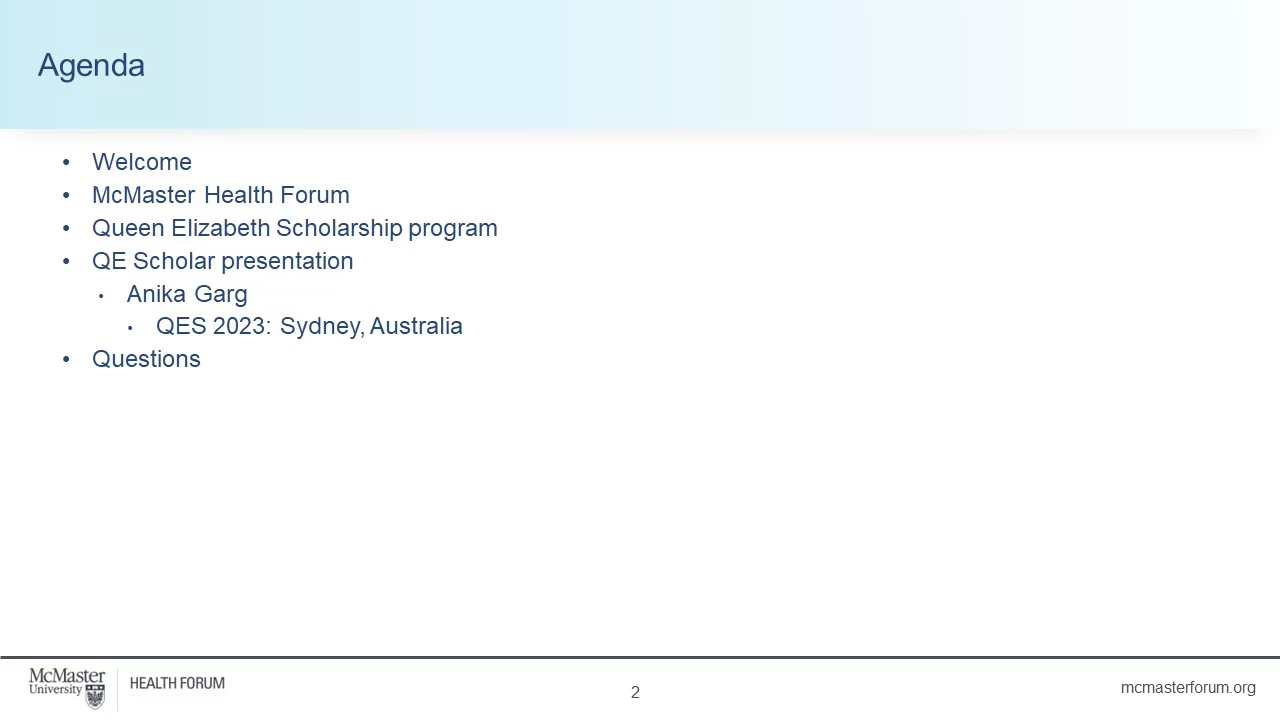 Agenda
• Welcome
• McMaster Health Forum
• Queen Elizabeth Scholarship program
• QE Scholar presentation
• Anika Garg
• QES 2023: Sydney, Australia
• Questions
McMaster
University
HEALTH FORUM
2
mcmasterforum.org